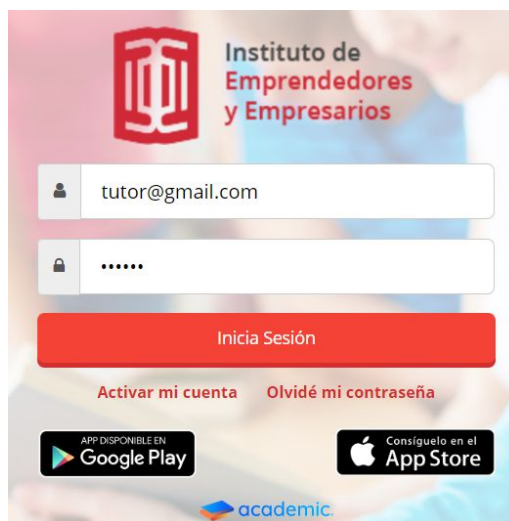 Instituto de
Emprendedores
y Empresarios
tutor@gmail.com
••••••
Inicia Sesión
Activar mi cuenta Olvidé mi contraseña
APP DISPONIBLE EN
Google Play
Consíguelo en el
App Store
academic.